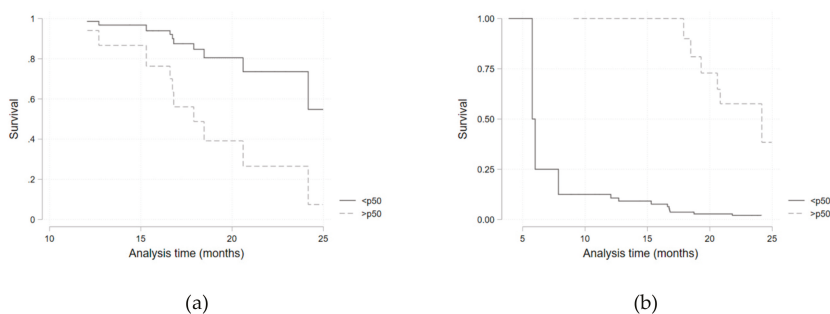 1
.8
.6
.4
.2
0
Survival
10 15 20 25
Analysis time (months)
<p50
>p50
(a)
1.00
0.75
0.50
0.25
0.00
Survival
5 10 15 20 25
Analysis time (months)
<p50
>p50
(b)